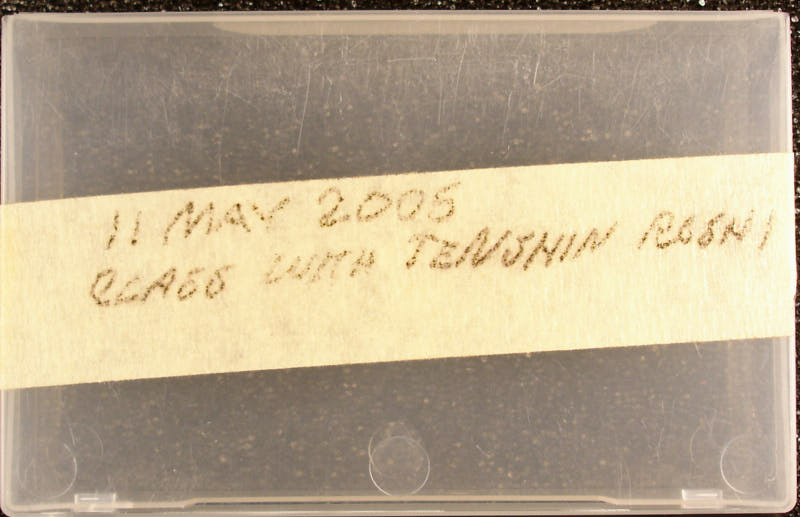 11 MAY 2005
CLASS WITH TENSHIN ROSHI